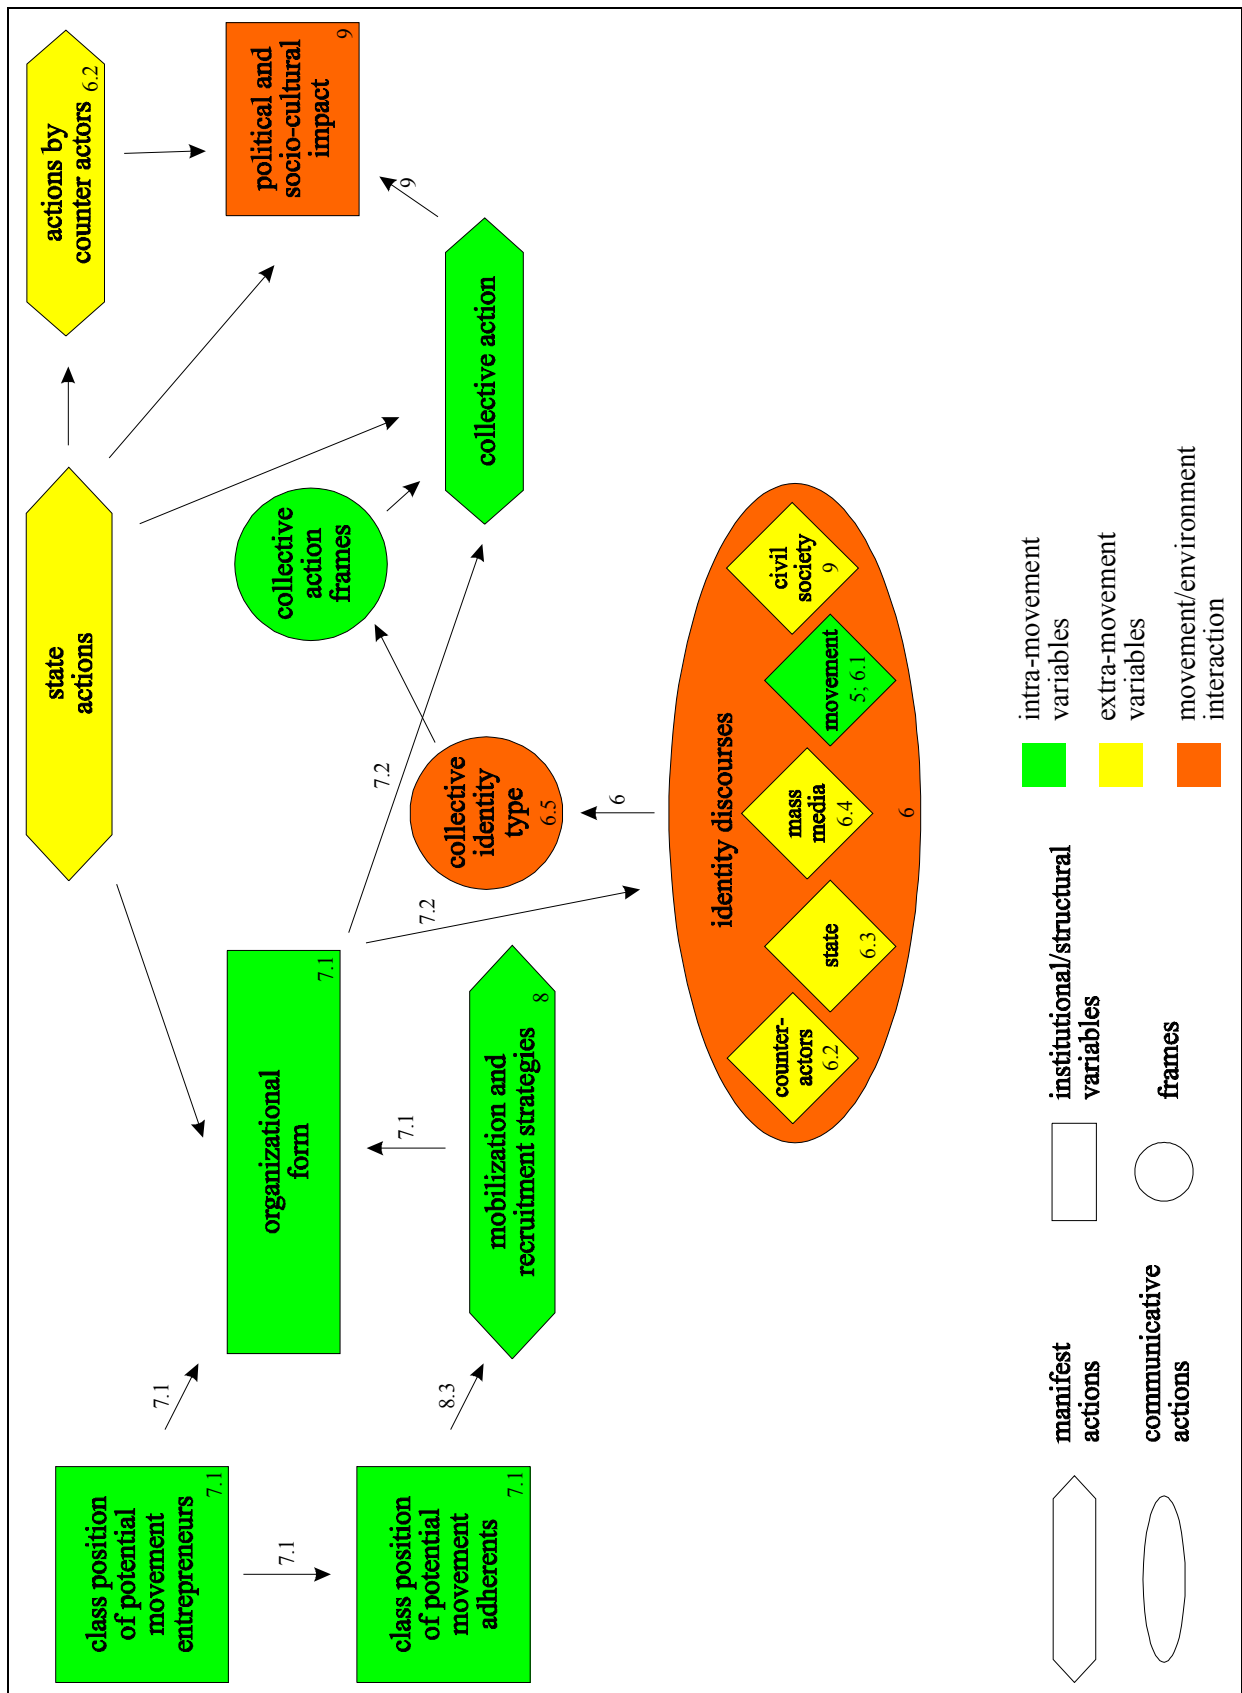 class position
of potential
movement
entrepreneurs
7.1
7.1
7.1
class position
of potential
movement
adherents
7.1
8.3
organizational
form
7.1
7.1
mobilization and
recruitment strategies
8
state
actions
7.2
7.2
collective
identity
type
6.5
6
collective
action
frames
collective action
actions by
counter actors
6.2
political and
socio-cultural
impact
9
9
identity discourses
counter-
actors
6.2
state
6.3
mass
media
6.4
movement
5; 6.1
civil
society
9
6
manifest
actions
institutional/structural
variables
communicative
actions
frames
intra-movement
variables
extra-movement
variables
movement/environment
interaction